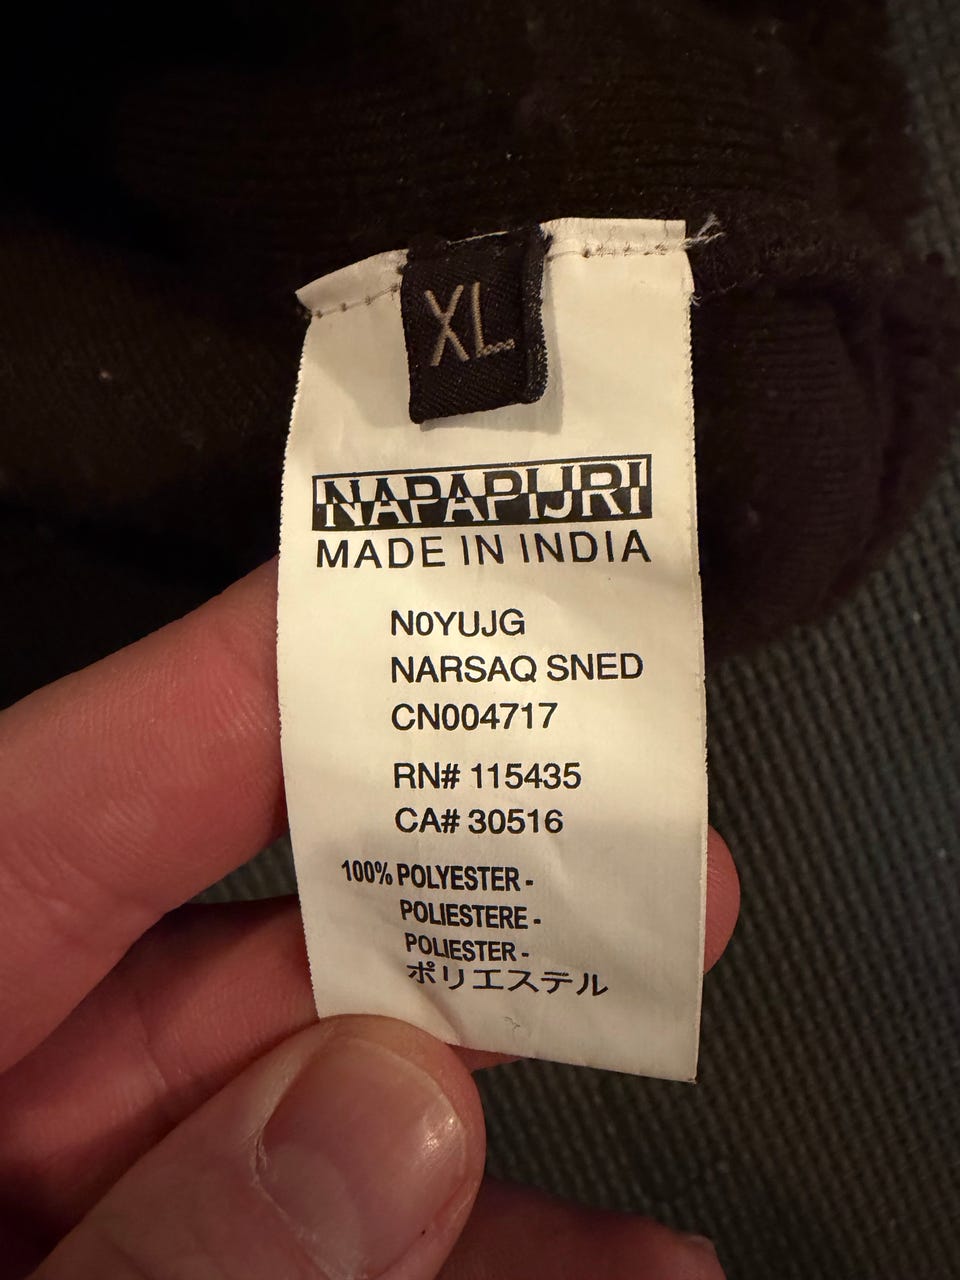 XL
NAPAPIJRI
MADE IN INDIA
N0YUJG
NARSAQ SNED
CN004717
RN# 115435
CA# 30516
100% POLYESTER -
POLIESTERE -
POLIESTER -
ポリエステル